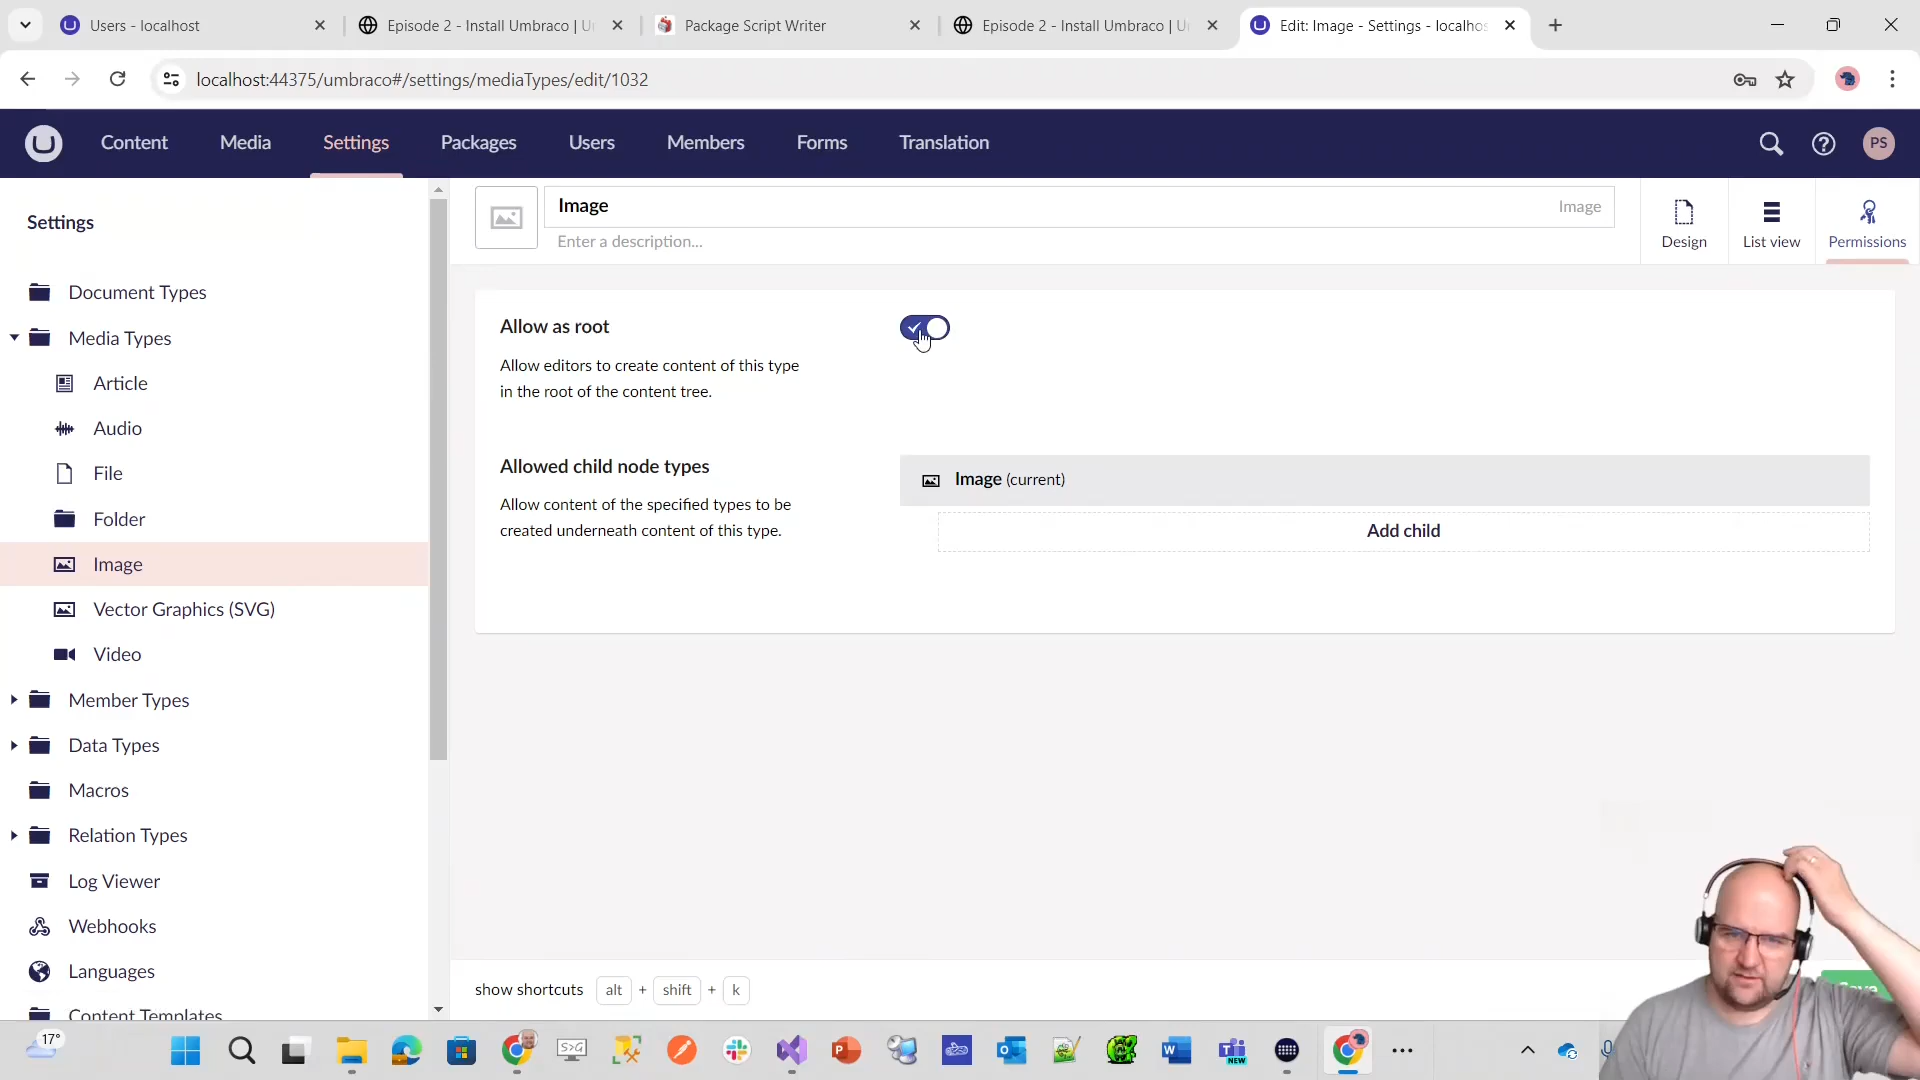 Users - localhost
Episode 2 - Install Umbraco | U
Package Script Writer
Episode 2 - Install Umbraco | U
Edit: Image - Settings - localhos
localhost:44375/umbraco#/settings/mediaTypes/edit/1032
Content
Media
Settings
Packages
Users
Members
Forms
Translation
PS
Settings
Document Types
Media Types
Article
Audio
File
Folder
Image
Vector Graphics (SVG)
Video
Member Types
Data Types
Macros
Relation Types
Log Viewer
Webhooks
Languages
Content Templates
Image
Image
Enter a description...
Design
List view
Permissions
Allow as root
Allow editors to create content of this type
in the root of the content tree.
Allowed child node types
Allow content of the specified types to be
created underneath content of this type.
Image (current)
Add child
show shortcuts alt + shift + k
Save
17°
S>G
NEW